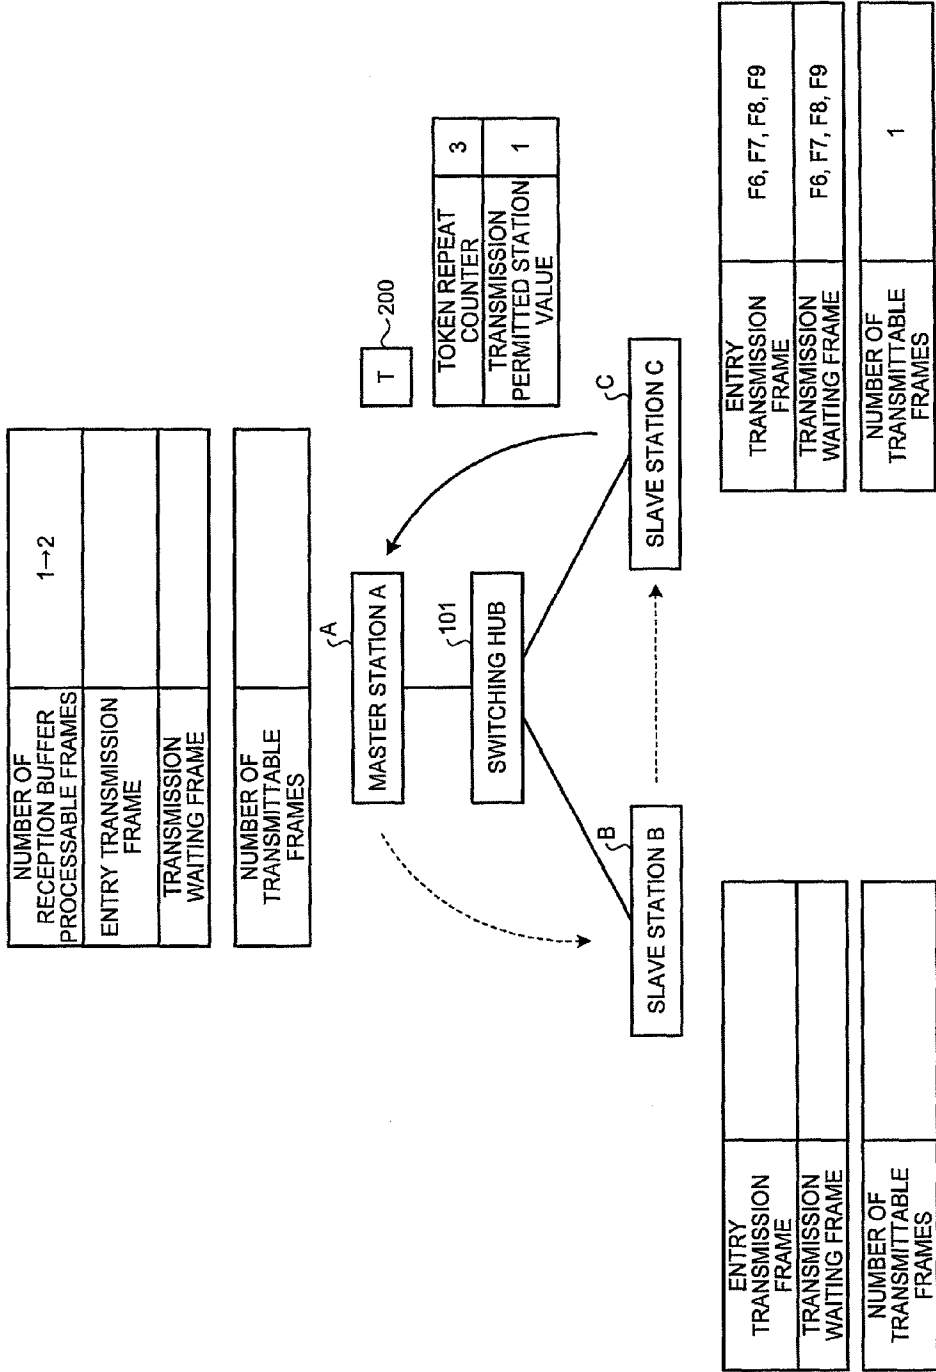 NUMBER OF
RECEPTION BUFFER
PROCESSABLE FRAMES
1→2
ENTRY TRANSMISSION
FRAME
TRANSMISSION
WAITING FRAME
NUMBER OF
TRANSMITTABLE
FRAMES
T
200
TOKEN REPEAT
COUNTER
3
TRANSMISSION
PERMITTED STATION
VALUE
1
A
MASTER STATION A
101
SWITCHING HUB
B
SLAVE STATION B
C
SLAVE STATION C
ENTRY
TRANSMISSION
FRAME
TRANSMISSION
WAITING FRAME
NUMBER OF
TRANSMITTABLE
FRAMES
ENTRY
TRANSMISSION
FRAME
F6, F7, F8, F9
TRANSMISSION
WAITING FRAME
F6, F7, F8, F9
NUMBER OF
TRANSMITTABLE
FRAMES
1